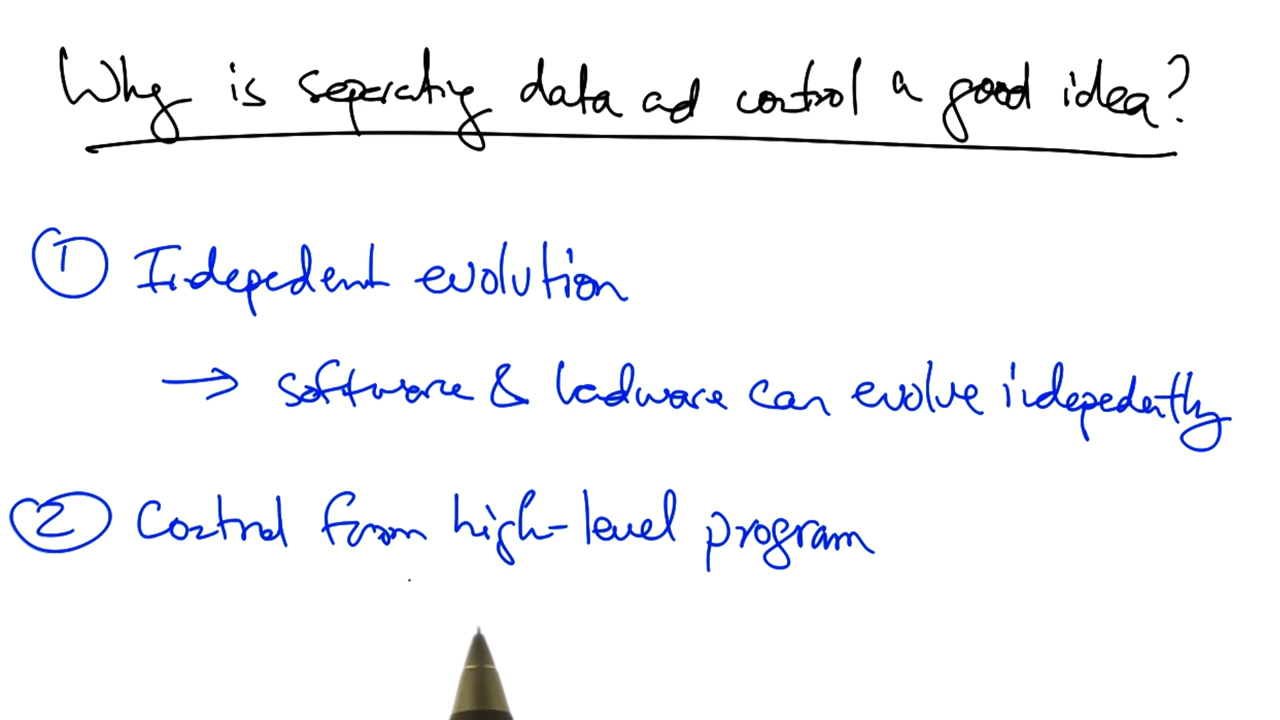 Why is separating data and control a good idea?
① Independent evolution
→ software & hardware can evolve independently
② Control from high-level program